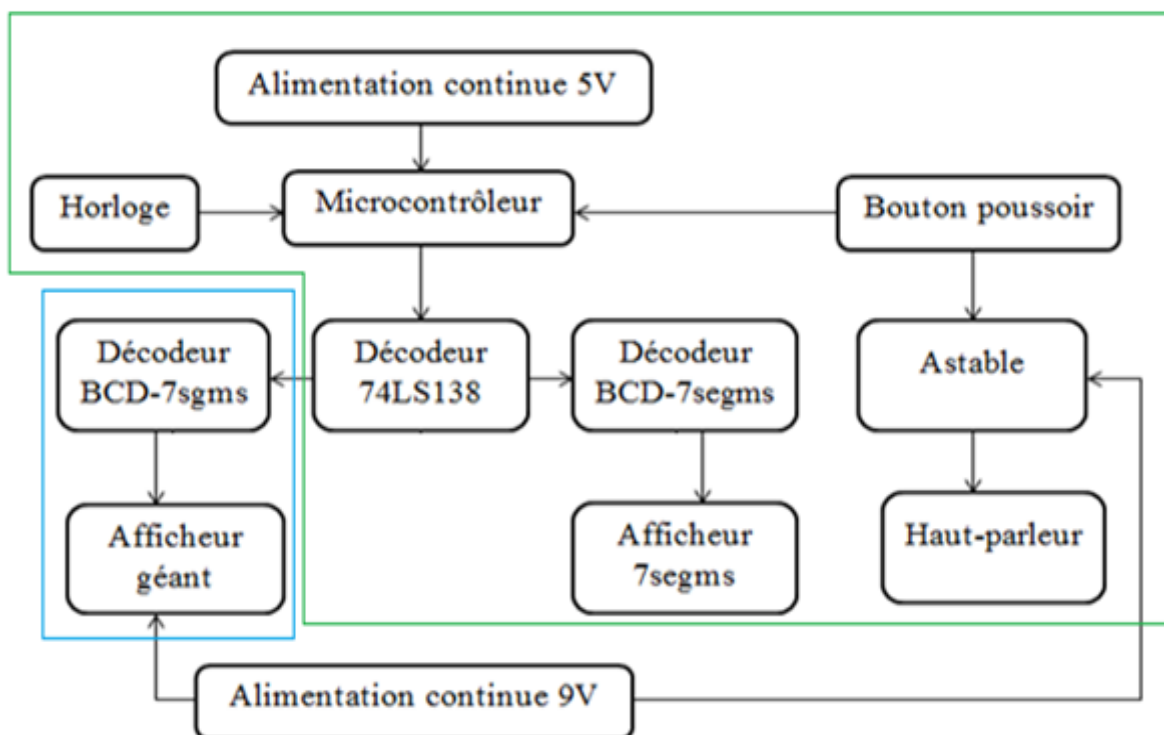 Alimentation continue 5V
Horloge
Microcontrôleur
Bouton poussoir
Décodeur
BCD-7sgms
Décodeur
74LS138
Décodeur
BCD-7segms
Astable
Afficheur
géant
Afficheur
7segms
Haut-parleur
Alimentation continue 9V